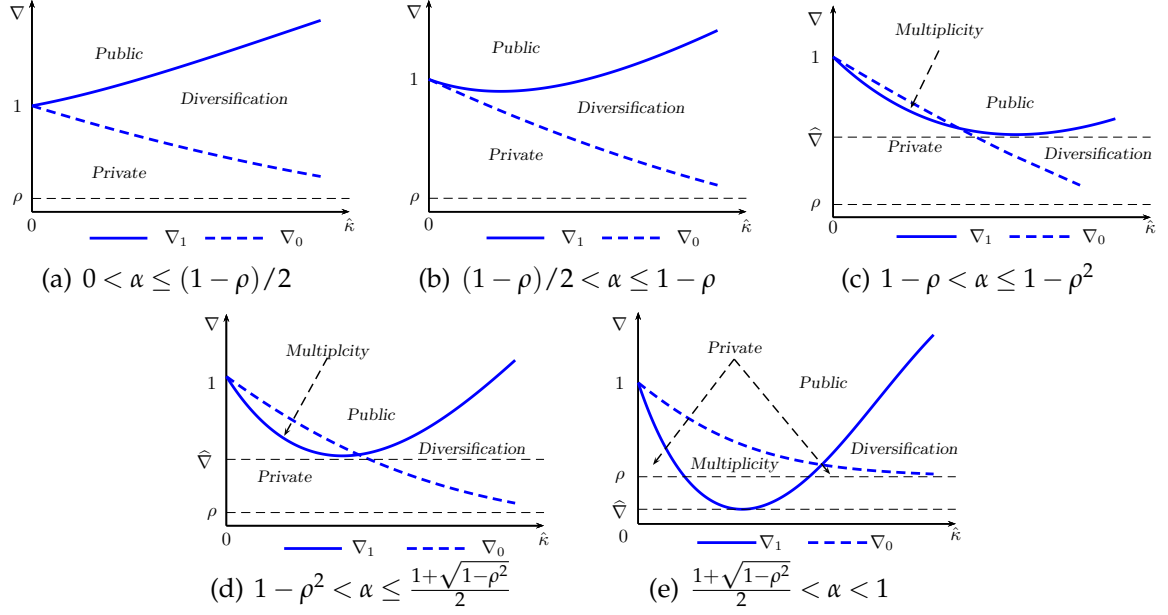 ∇
Public
1
Diversification
Private
ρ
0
κ̂
∇₁ ∇₀
(a) 0 < α ≤ (1 − ρ)/2
∇
Public
1
Diversification
Private
ρ
0
κ̂
∇₁ ∇₀
(b) (1 − ρ)/2 < α ≤ 1 − ρ
∇
Multiplicity
1
Public
∇̂
Private
Diversification
ρ
0
κ̂
∇₁ ∇₀
(c) 1 − ρ < α ≤ 1 − ρ²
∇
Multiplcity
1
Public
Diversification
∇̂
Private
ρ
0
κ̂
∇₁ ∇₀
(d) 1 − ρ² < α ≤ (1+√(1−ρ²))/2
∇
Private
1
Public
Diversification
Multiplicity
ρ
∇̂
0
κ̂
∇₁ ∇₀
(e) (1+√(1−ρ²))/2 < α < 1